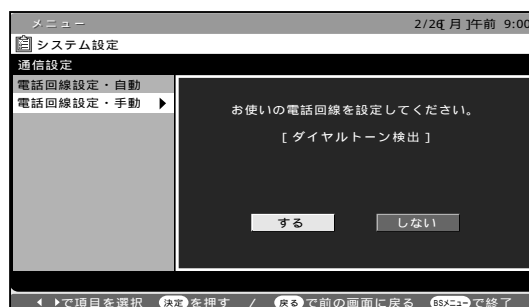 メニュー 2/26[月]午前 9:00
システム設定
通信設定
電話回線設定・自動
電話回線設定・手動
お使いの電話回線を設定してください。
[ダイヤルトーン検出]
する しない
で項目を選択 決定を押す / 戻るで前の画面に戻る BSメニューで終了